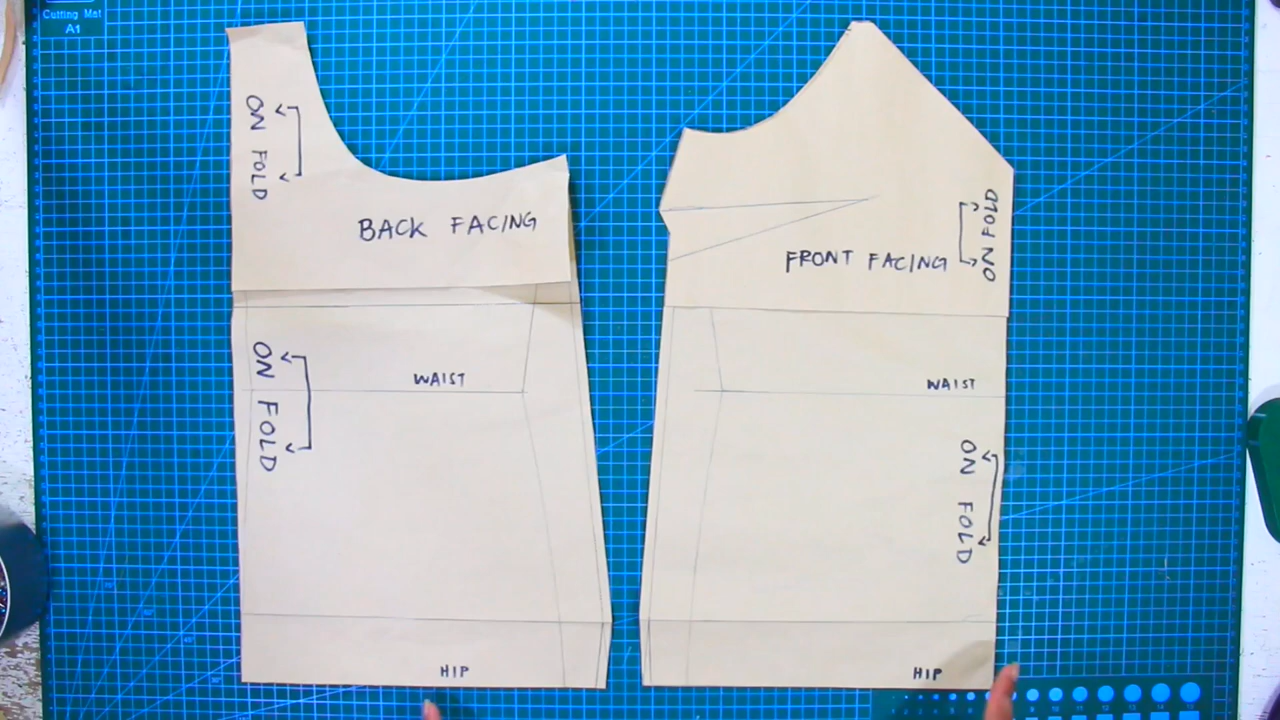 Cutting Mat
A1
ON FOLD
BACK FACING
ON FOLD
WAIST
HIP
ON FOLD
FRONT FACING
WAIST
ON FOLD
HIP